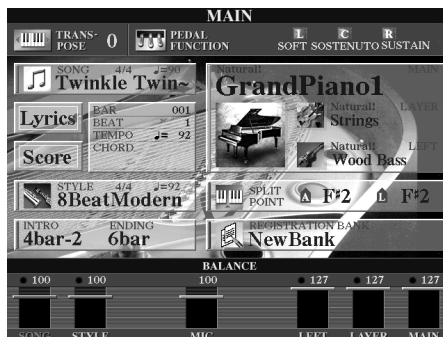 MAIN
TRANS-
POSE 0
PEDAL
FUNCTION
L C R
SOFT SOSTENUTO SUSTAIN
SONG 4/4 ♩=90
Twinkle Twin~
Lyrics
BAR 001
BEAT 1
TEMPO ♩= 92
CHORD
Score
STYLE 4/4 ♩=92
8BeatModern
INTRO ENDING
4bar-2 6bar
Natural! MAIN
GrandPiano1
Natural! LAYER
Strings
Natural! LEFT
Wood Bass
SPLIT
POINT A F♯2 L F♯2
REGISTRATION BANK
NewBank
BALANCE
100 100 100 127 127 127
SONG STYLE MIC LEFT LAYER MAIN